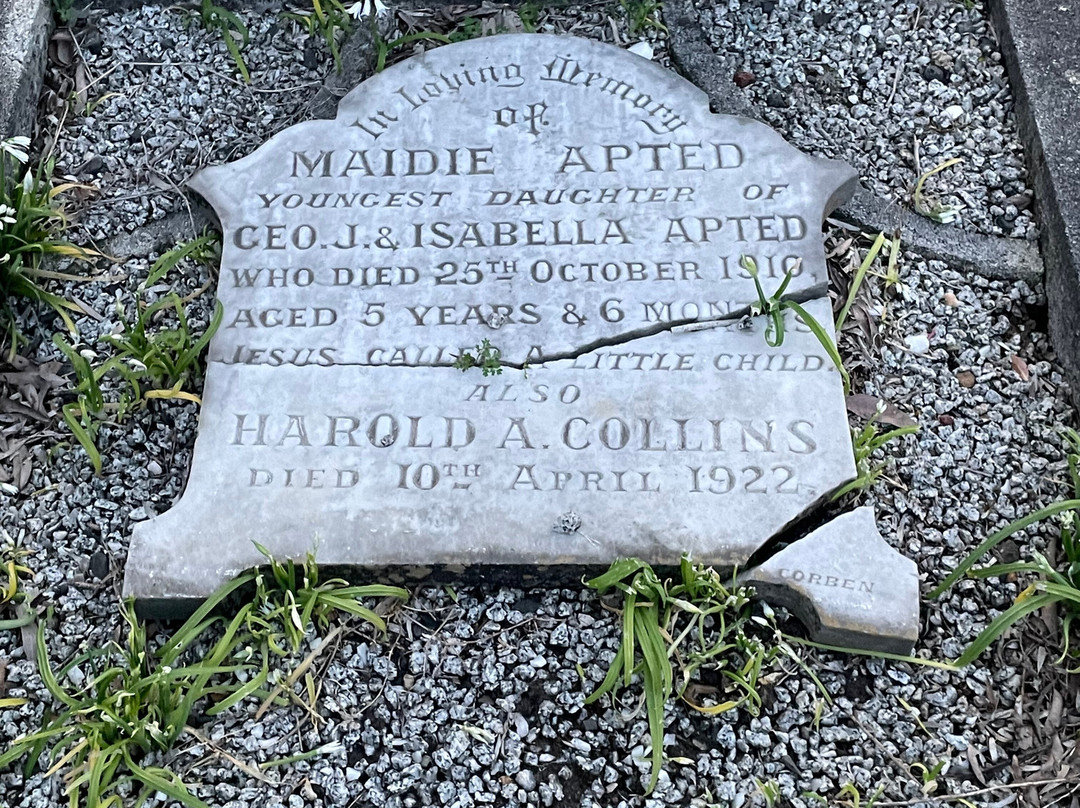 In Loving Memory
of
MAIDIE APTED
YOUNGEST DAUGHTER OF
GEO. J. & ISABELLA APTED
WHO DIED 25TH OCTOBER 1910,
AGED 5 YEARS & 6 MONTHS
JESUS CALLED A LITTLE CHILD.
ALSO
HAROLD A. COLLINS
DIED 10TH APRIL 1922.
CORBEN